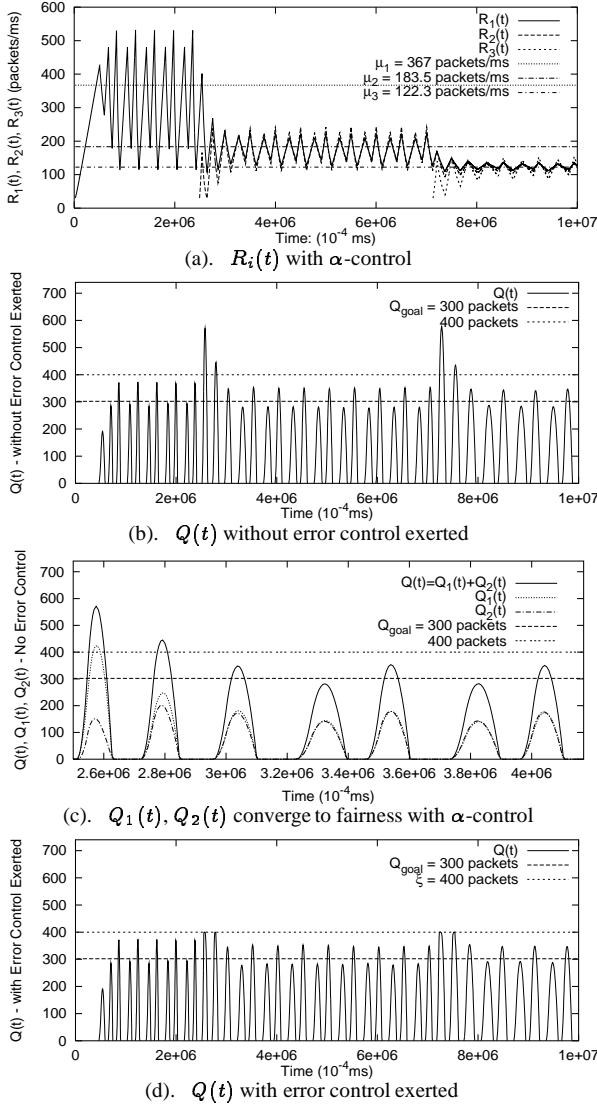 R1(t), R2(t), R3(t) (packets/ms)
600
500
400
300
200
100
0
R1(t)
R2(t)
R3(t)
μ1 = 367 packets/ms
μ2 = 183.5 packets/ms
μ3 = 122.3 packets/ms
0 2e+06 4e+06 6e+06 8e+06 1e+07
Time: (10-4 ms)
(a). Ri(t) with α-control
Q(t) - without Error Control Exerted
700
600
500
400
300
200
100
0
Q(t)
Qgoal = 300 packets
400 packets
0 2e+06 4e+06 6e+06 8e+06 1e+07
Time (10-4ms)
(b). Q(t) without error control exerted
Q(t), Q1(t), Q2(t) - No Error Control
700
600
500
400
300
200
100
0
Q(t)=Q1(t)+Q2(t)
Q1(t)
Q2(t)
Qgoal = 300 packets
400 packets
2.6e+06 2.8e+06 3e+06 3.2e+06 3.4e+06 3.6e+06 3.8e+06 4e+06
Time (10-4ms)
(c). Q1(t), Q2(t) converge to fairness with α-control
Q(t) - with Error Control Exerted
700
600
500
400
300
200
100
0
Q(t)
Qgoal = 300 packets
ξ = 400 packets
0 2e+06 4e+06 6e+06 8e+06 1e+07
Time (10-4ms)
(d). Q(t) with error control exerted